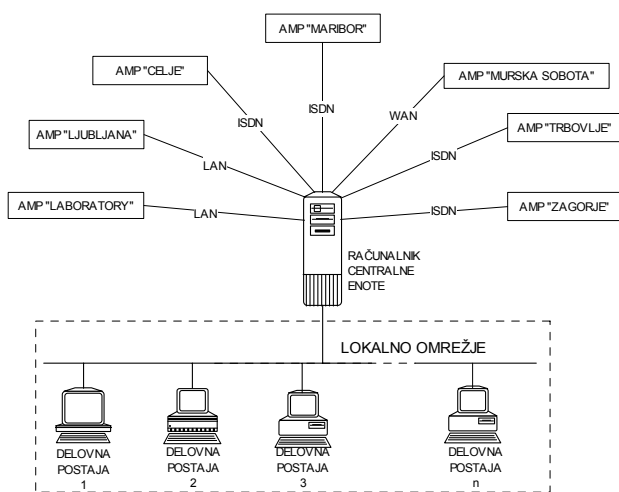 AMP "MARIBOR"
AMP "CELJE"
AMP "MURSKA SOBOTA"
ISDN
ISDN
WAN
AMP "LJUBLJANA"
AMP "TRBOVLJE"
LAN
ISDN
AMP "LABORATORY"
LAN
ISDN
AMP "ZAGORJE"
RAČUNALNIK
CENTRALNE
ENOTE
LOKALNO OMREŽJE
DELOVNA
POSTAJA
1
DELOVNA
POSTAJA
2
DELOVNA
POSTAJA
3
DELOVNA
POSTAJA
n